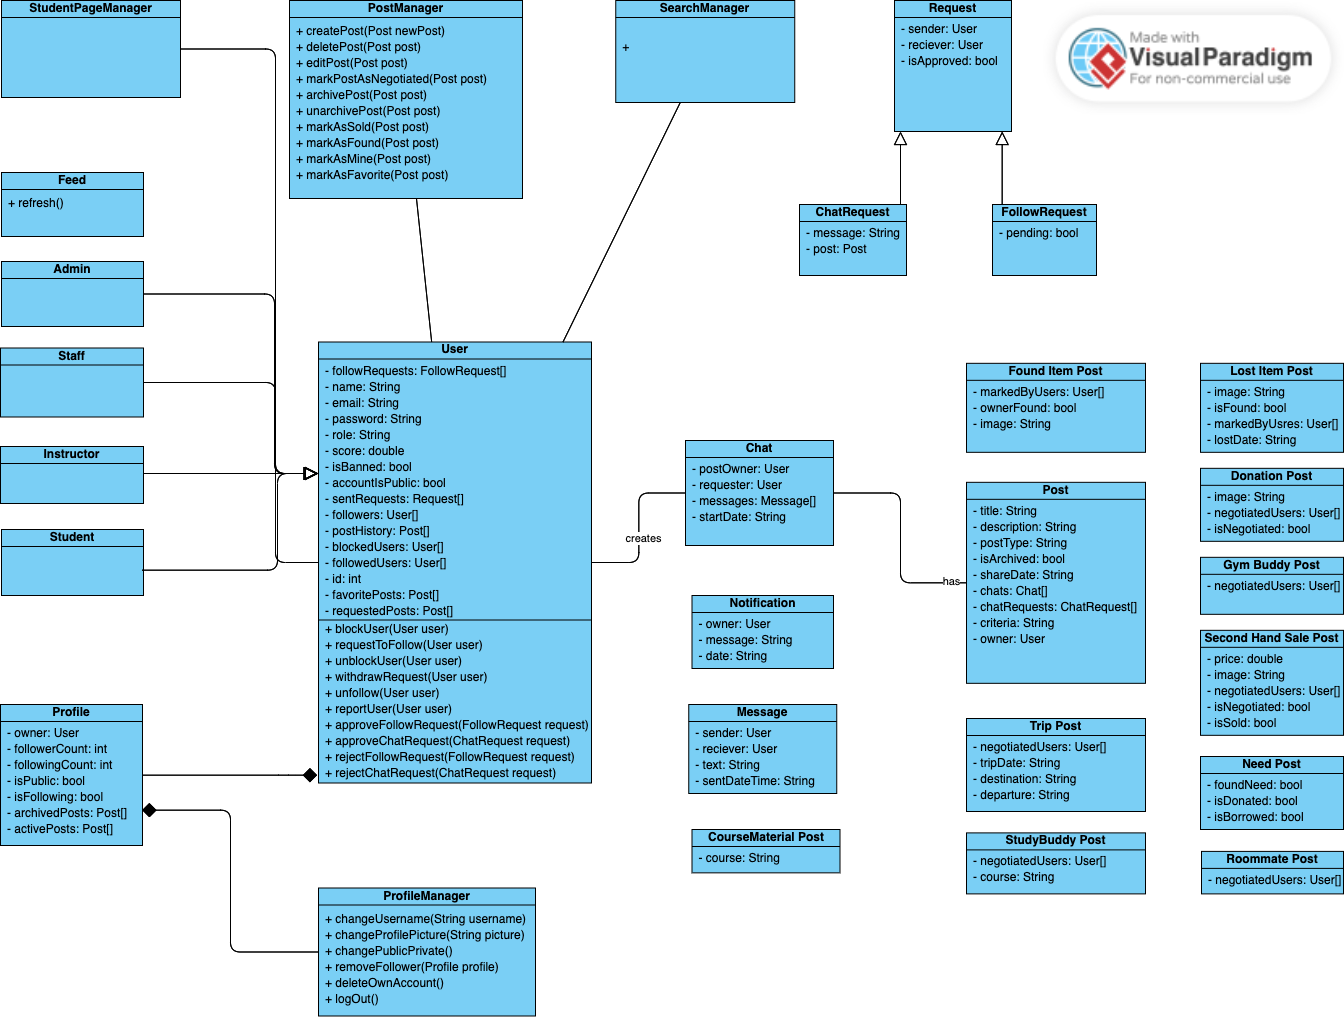 StudentPageManager
PostManager
+ createPost(Post newPost)
+ deletePost(Post post)
+ editPost(Post post)
+ markPostAsNegotiated(Post post)
+ archivePost(Post post)
+ unarchivePost(Post post)
+ markAsSold(Post post)
+ markAsFound(Post post)
+ markAsMine(Post post)
+ markAsFavorite(Post post)
SearchManager
+
Request
- sender: User
- reciever: User
- isApproved: bool
Made with
Visual Paradigm
For non-commercial use
Feed
+ refresh()
ChatRequest
- message: String
- post: Post
FollowRequest
- pending: bool
Admin
Staff
Instructor
Student
User
- followRequests: FollowRequest[]
- name: String
- email: String
- password: String
- role: String
- score: double
- isBanned: bool
- accountIsPublic: bool
- sentRequests: Request[]
- followers: User[]
- postHistory: Post[]
- blockedUsers: User[]
- followedUsers: User[]
- id: int
- favoritePosts: Post[]
- requestedPosts: Post[]
+ blockUser(User user)
+ requestToFollow(User user)
+ unblockUser(User user)
+ withdrawRequest(User user)
+ unfollow(User user)
+ reportUser(User user)
+ approveFollowRequest(FollowRequest request)
+ approveChatRequest(ChatRequest request)
+ rejectFollowRequest(FollowRequest request)
+ rejectChatRequest(ChatRequest request)
creates
Chat
- postOwner: User
- requester: User
- messages: Message[]
- startDate: String
has
Found Item Post
- markedByUsers: User[]
- ownerFound: bool
- image: String
Lost Item Post
- image: String
- isFound: bool
- markedByUsres: User[]
- lostDate: String
Post
- title: String
- description: String
- postType: String
- isArchived: bool
- shareDate: String
- chats: Chat[]
- chatRequests: ChatRequest[]
- criteria: String
- owner: User
Donation Post
- image: String
- negotiatedUsers: User[]
- isNegotiated: bool
Gym Buddy Post
- negotiatedUsers: User[]
Notification
- owner: User
- message: String
- date: String
Second Hand Sale Post
- price: double
- image: String
- negotiatedUsers: User[]
- isNegotiated: bool
- isSold: bool
Profile
- owner: User
- followerCount: int
- followingCount: int
- isPublic: bool
- isFollowing: bool
- archivedPosts: Post[]
- activePosts: Post[]
Message
- sender: User
- reciever: User
- text: String
- sentDateTime: String
Trip Post
- negotiatedUsers: User[]
- tripDate: String
- destination: String
- departure: String
Need Post
- foundNeed: bool
- isDonated: bool
- isBorrowed: bool
CourseMaterial Post
- course: String
StudyBuddy Post
- negotiatedUsers: User[]
- course: String
Roommate Post
- negotiatedUsers: User[]
ProfileManager
+ changeUsername(String username)
+ changeProfilePicture(String picture)
+ changePublicPrivate()
+ removeFollower(Profile profile)
+ deleteOwnAccount()
+ logOut()